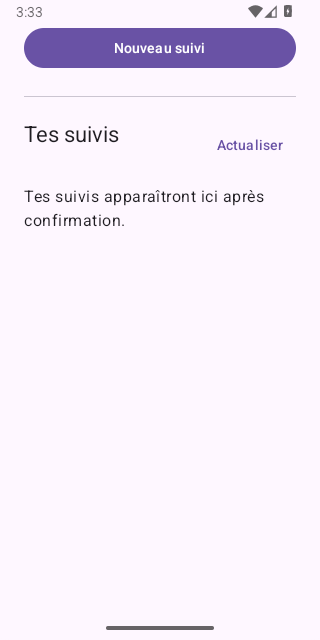 3:33
Nouveau suivi
Tes suivis
Actualiser
Tes suivis apparaîtront ici après
confirmation.